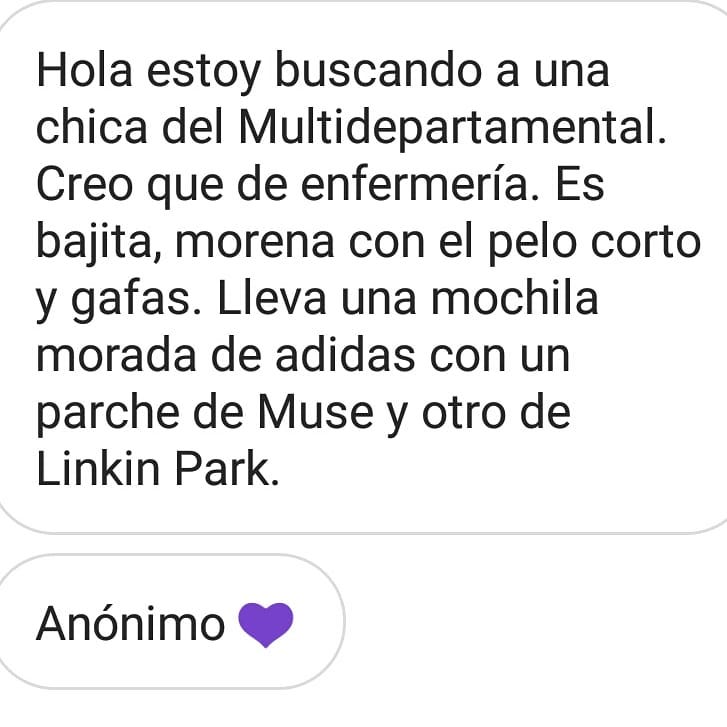 Hola estoy buscando a una
chica del Multidepartamental.
Creo que de enfermería. Es
bajita, morena con el pelo corto
y gafas. Lleva una mochila
morada de adidas con un
parche de Muse y otro de
Linkin Park.
Anónimo 💜